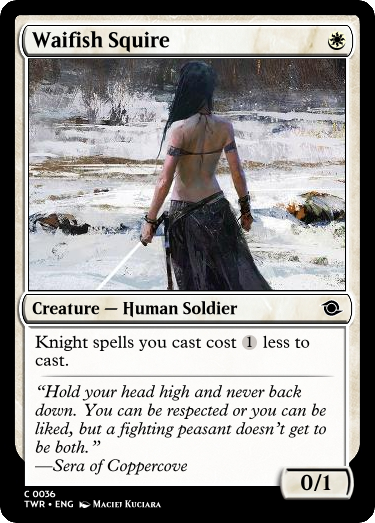 Waifish Squire
Creature — Human Soldier
Knight spells you cast cost 1 less to
cast.
“Hold your head high and never back
down. You can be respected or you can be
liked, but a fighting peasant doesn’t get to
be both.”
—Sera of Coppercove
0/1
C 0036
TWR • ENG Maciej Kuciara